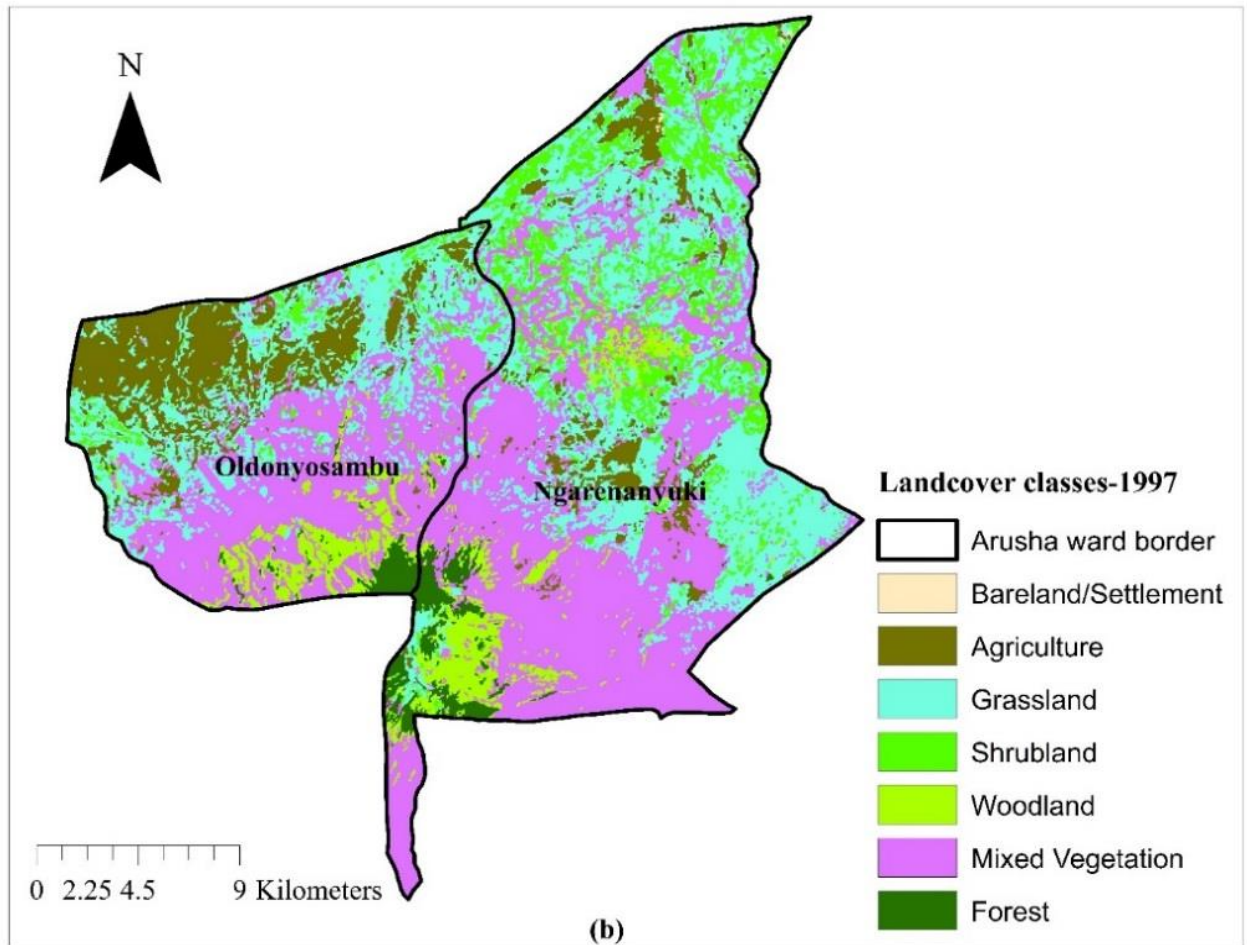 N
Oldonyosambu
Ngarenanyuki
Landcover classes-1997
Arusha ward border
Bareland/Settlement
Agriculture
Grassland
Shrubland
Woodland
Mixed Vegetation
Forest
0 2.25 4.5 9 Kilometers
(b)